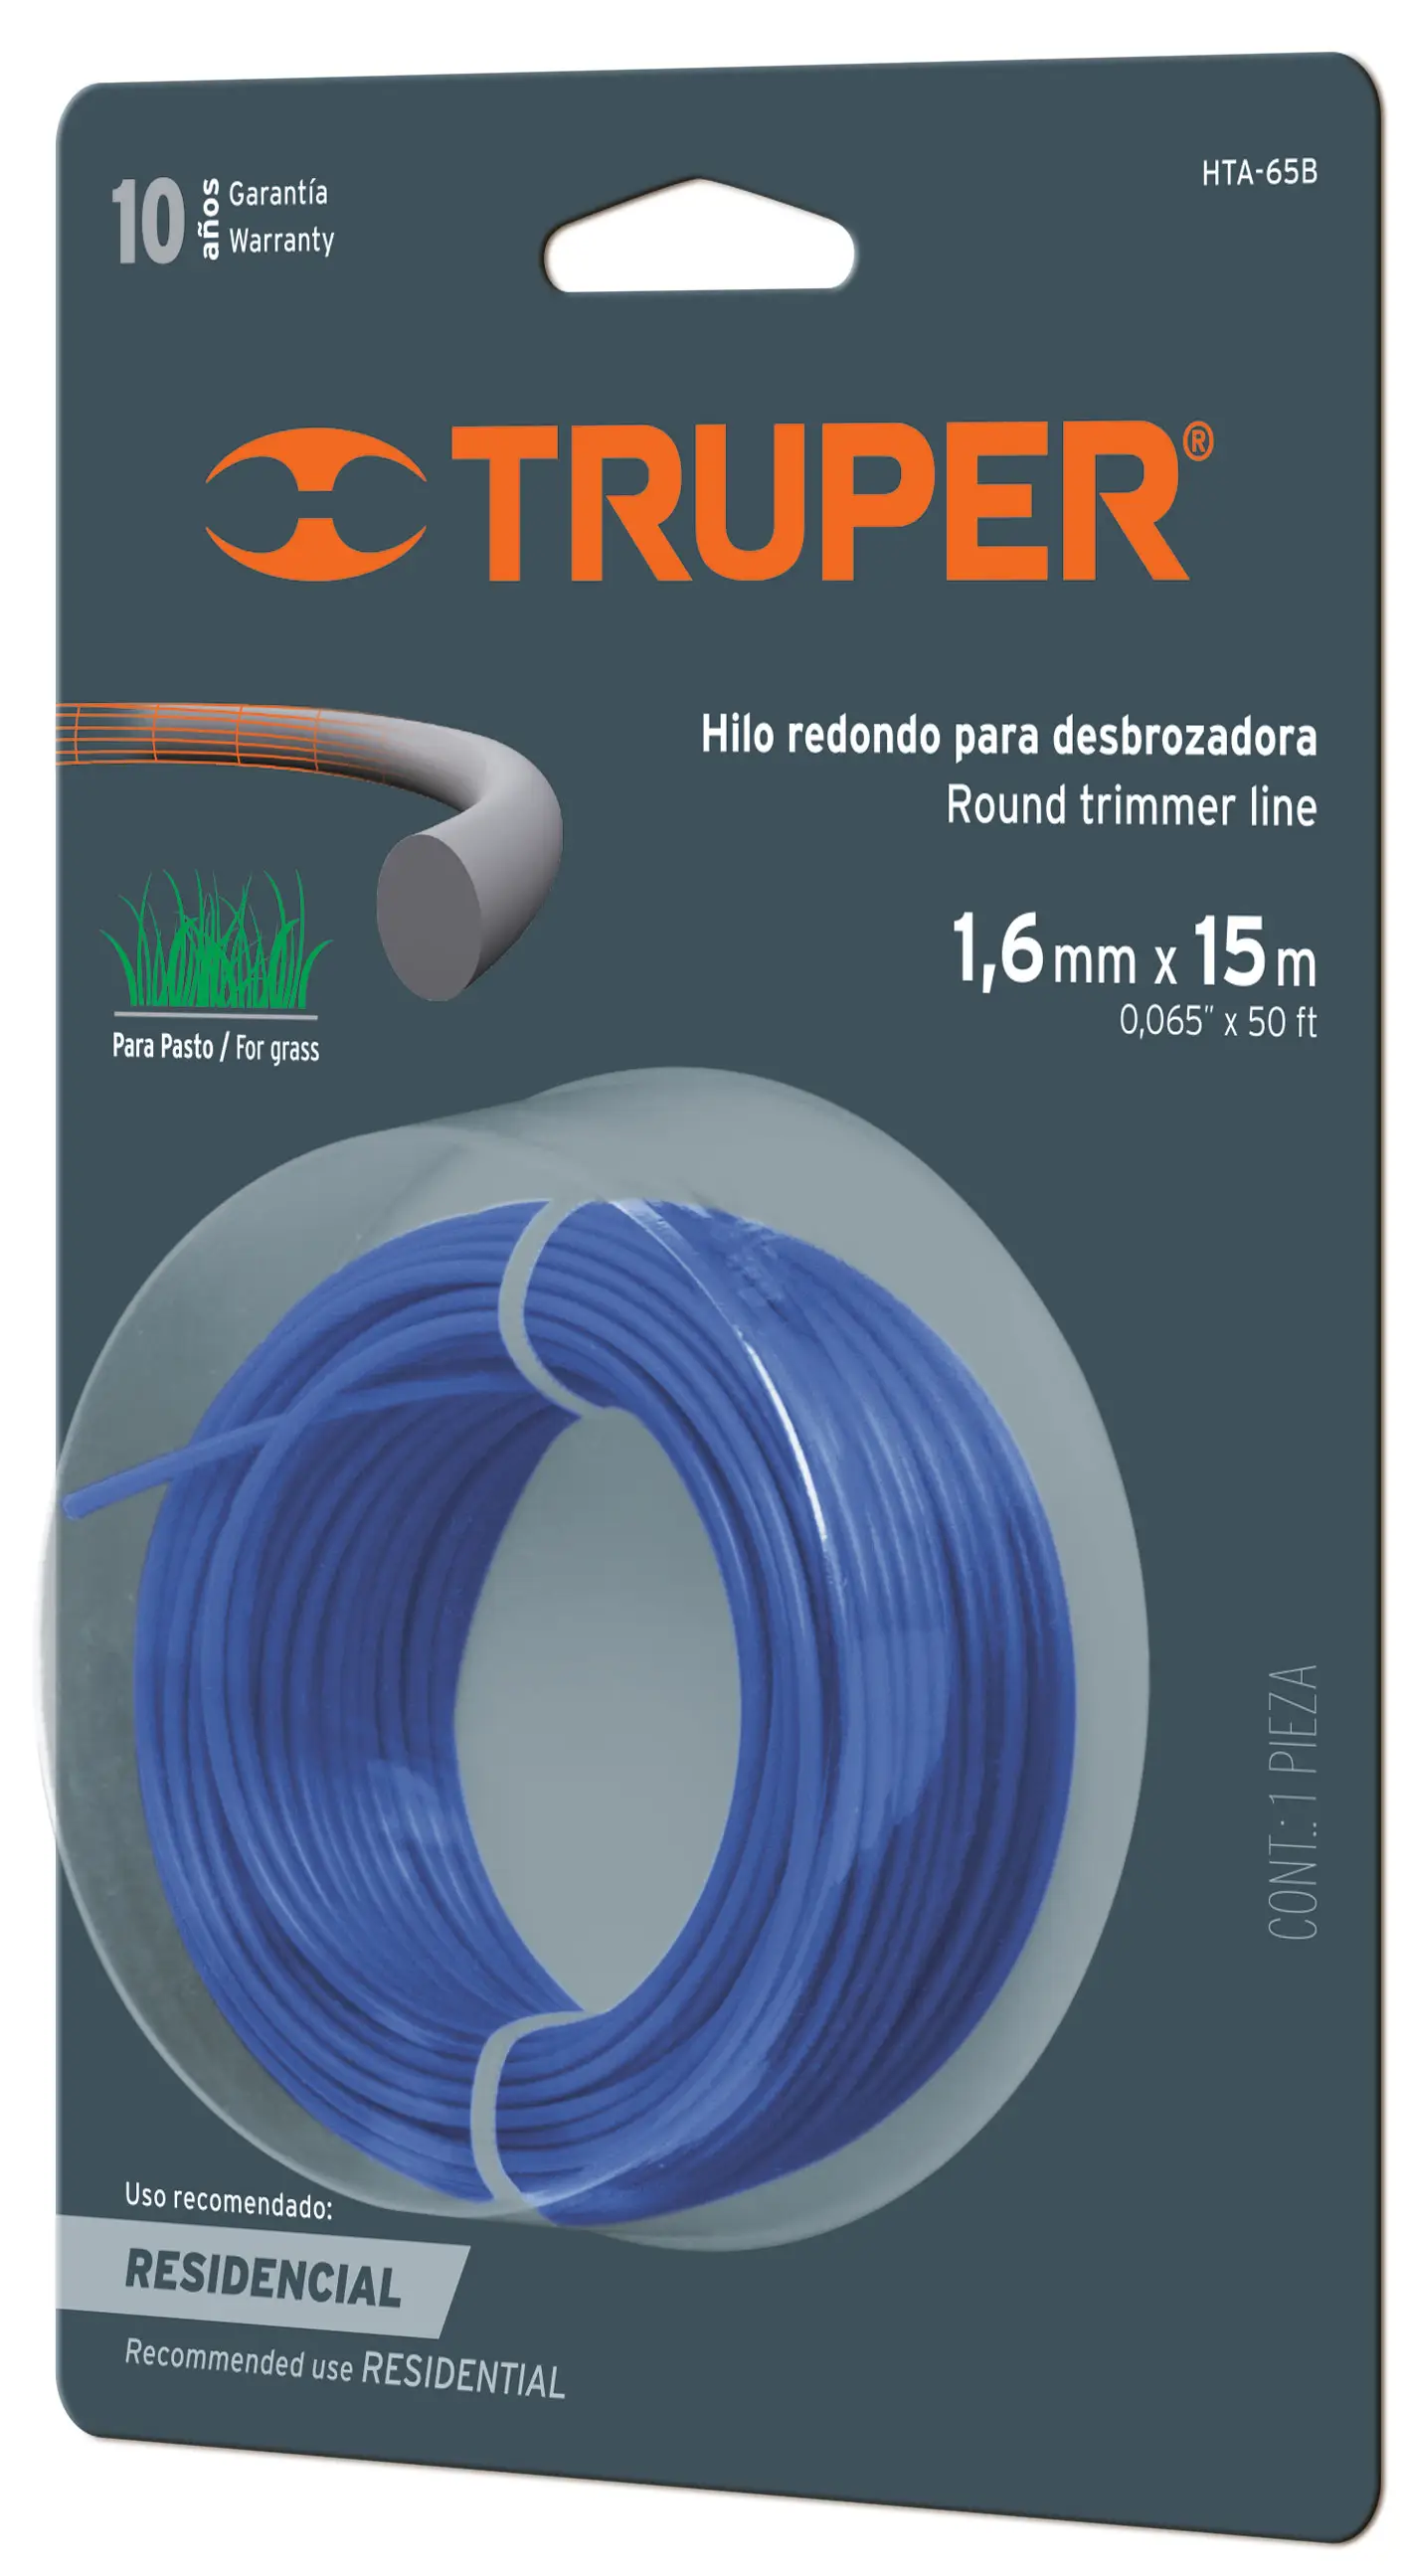 10 años Garantía
Warranty
HTA-65B
TRUPER®
Hilo redondo para desbrozadora
Round trimmer line
1,6 mm x 15 m
0,065" x 50 ft
Para Pasto / For grass
CONT.: 1 PIEZA
Uso recomendado:
RESIDENCIAL
Recommended use RESIDENTIAL